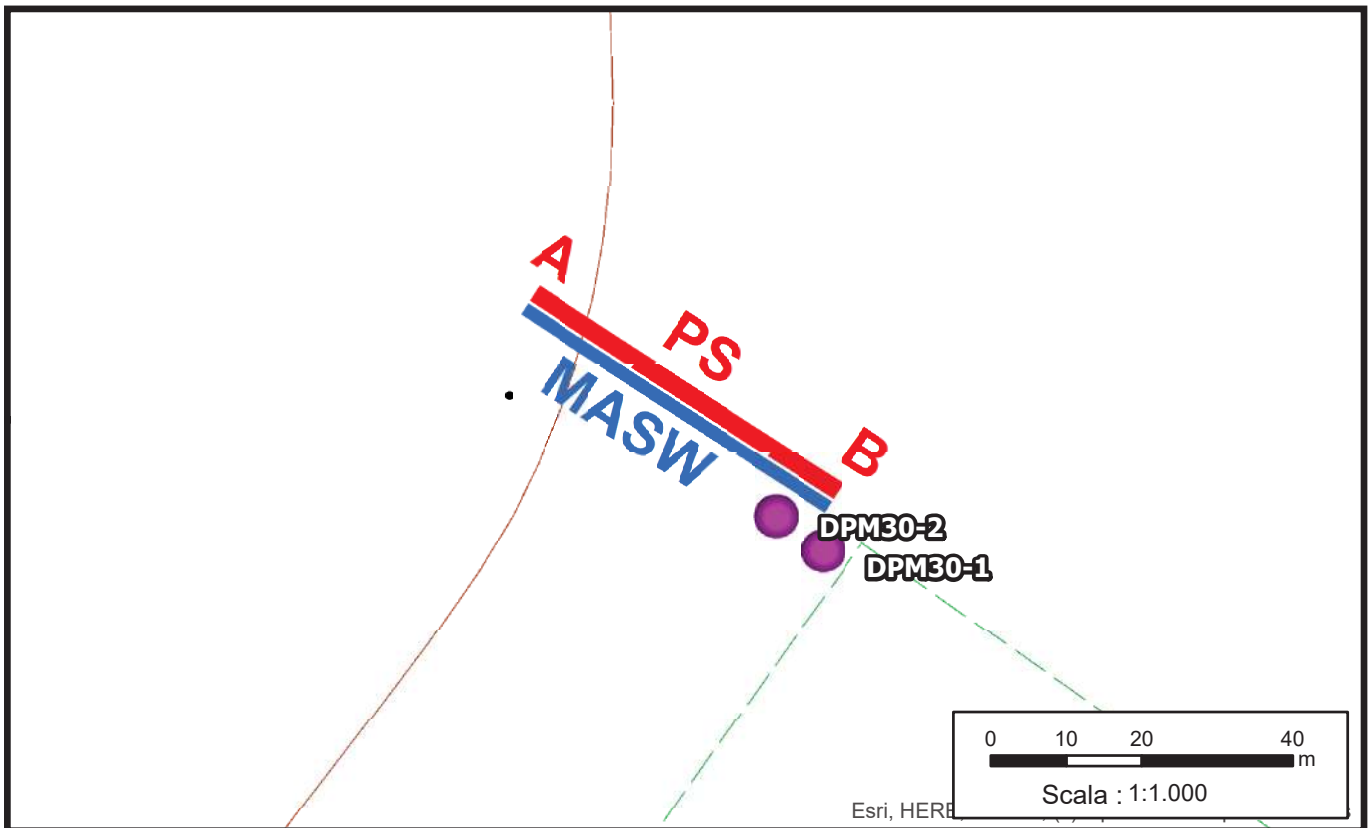 A
PS
MASW
B
DPM30-2
DPM30-1
0 10 20 40
m
Scala : 1:1.000
Esri, HERE